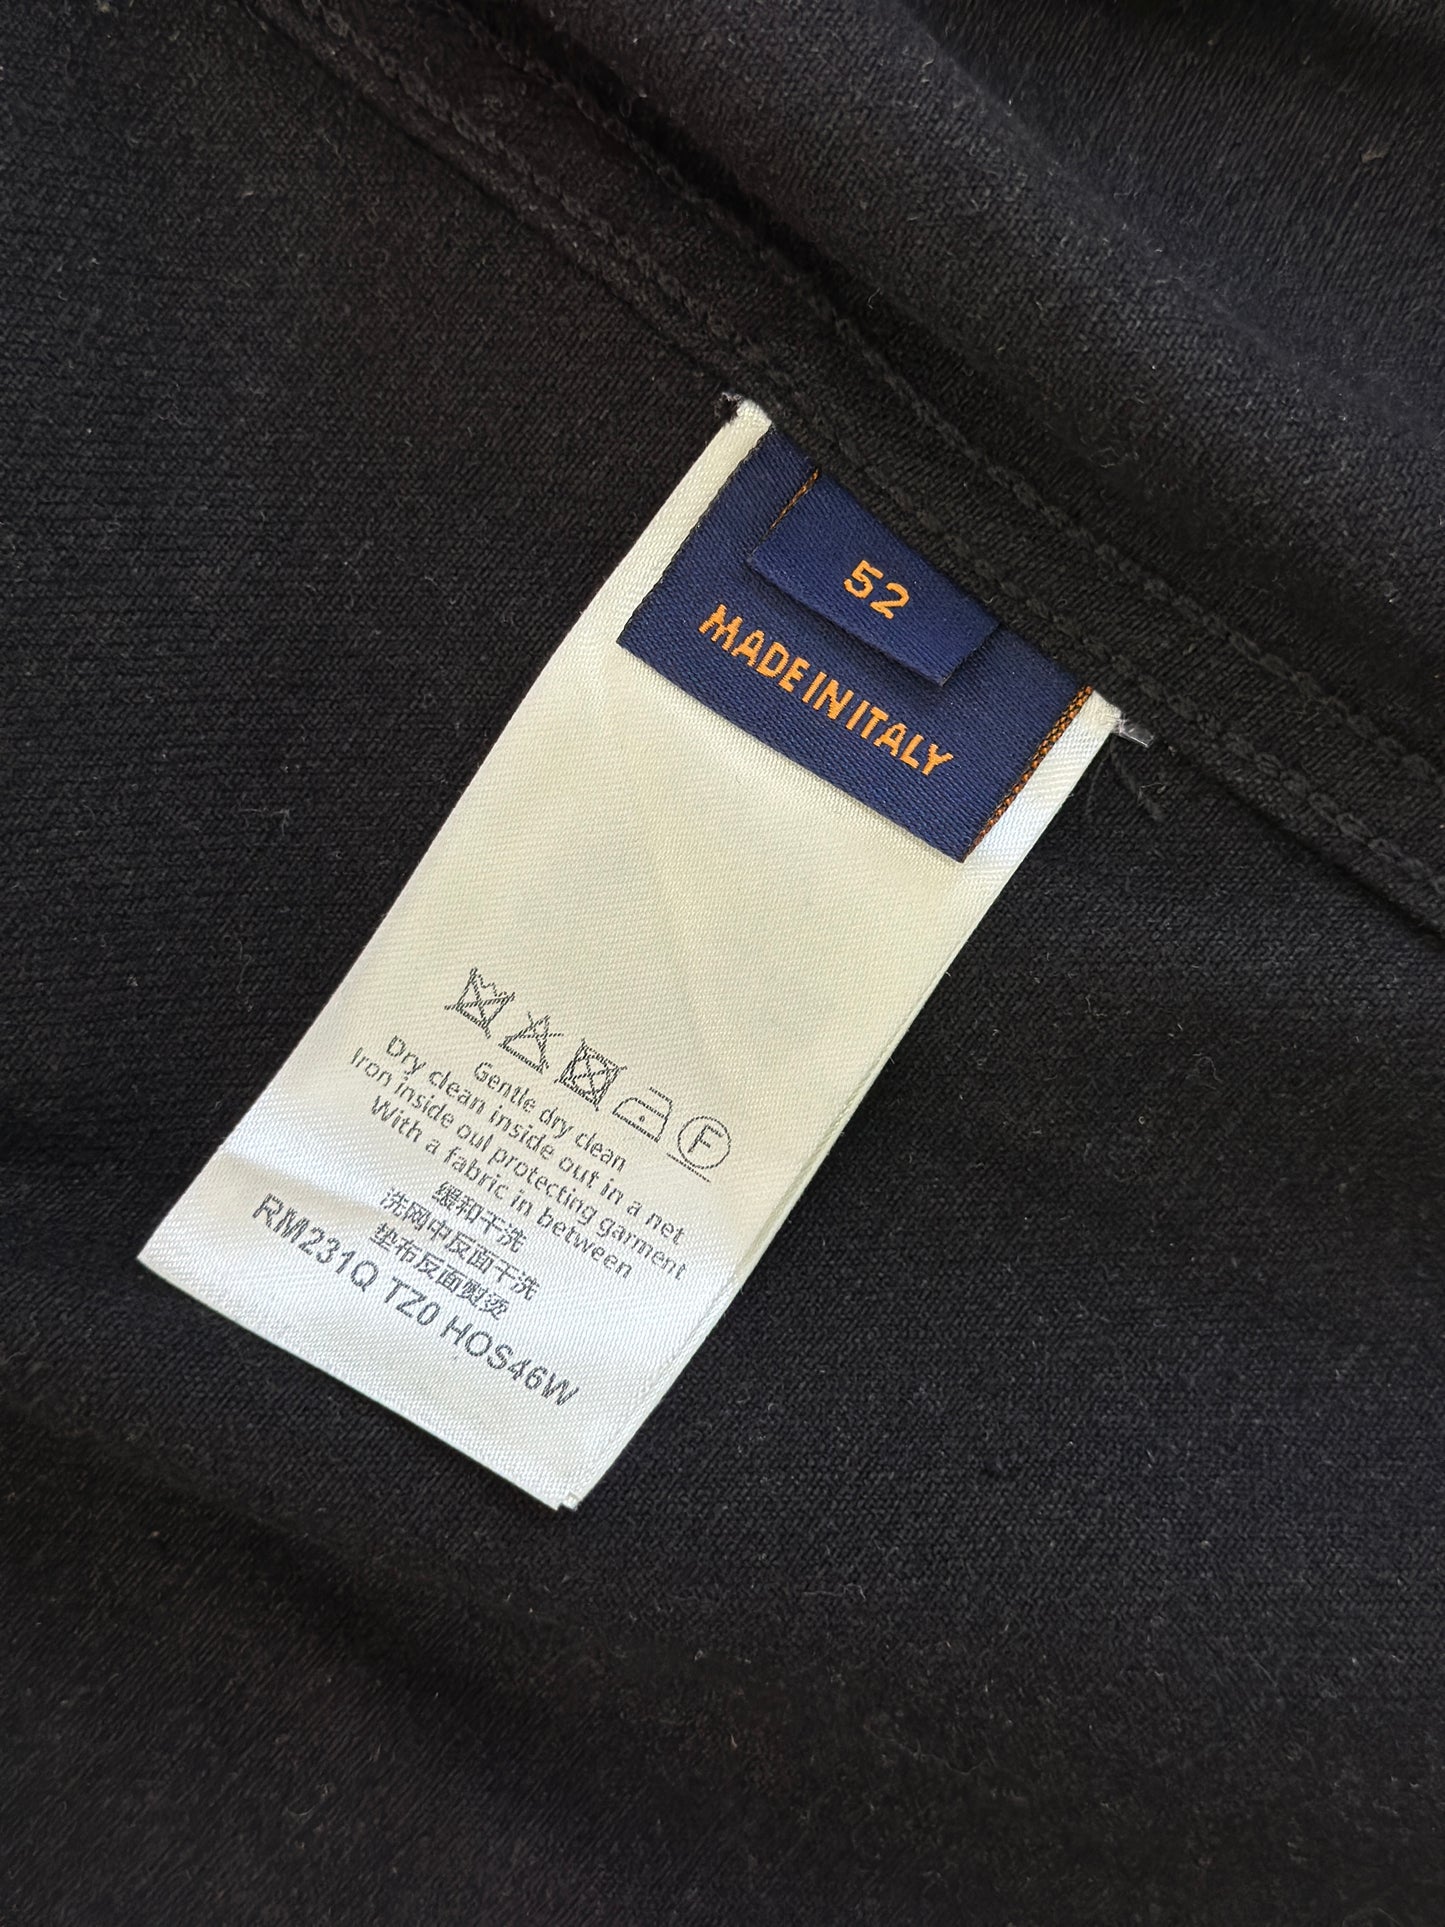 52
MADE IN ITALY
F
Gentle dry clean
Dry clean inside out in a net
Iron inside oul protecting garment
With a fabric in between
缓和干洗
洗网中反面干洗
垫布反面熨烫
RM231Q TZ0 HOS46W